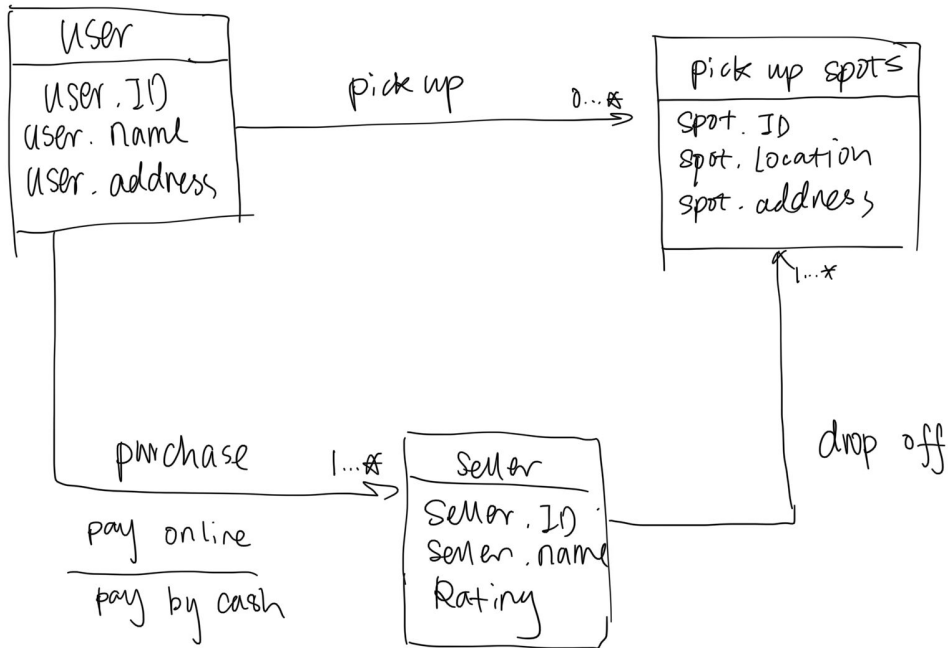 user
user.ID
user.name
user.address
pick up
0...*
pick up spots
spot.ID
spot.Location
spot.address
1...*
drop off
purchase
1...*
pay online
pay by cash
Seller
Seller.ID
Seller.name
Rating